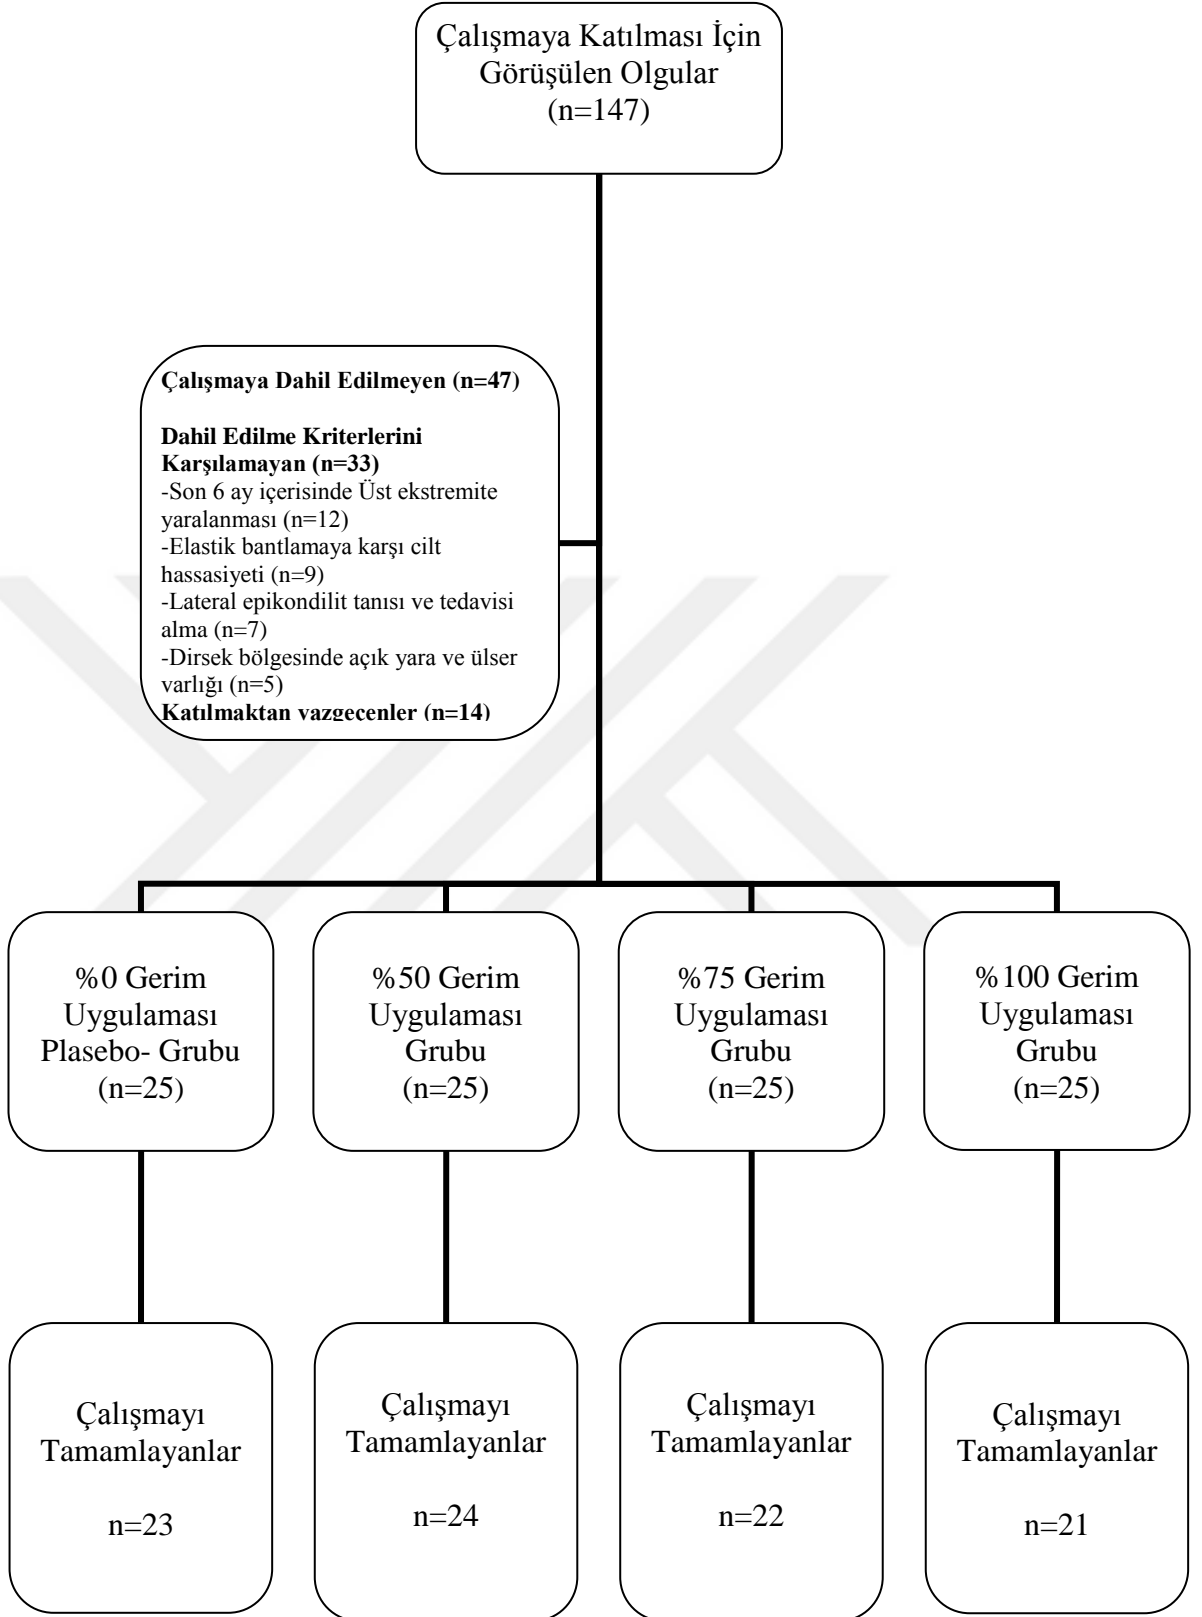 Çalışmaya Katılması İçin
Görüşülen Olgular
(n=147)
Çalışmaya Dahil Edilmeyen (n=47)
Dahil Edilme Kriterlerini
Karşılamayan (n=33)
-Son 6 ay içerisinde Üst ekstremite
yaralanması (n=12)
-Elastik bantlamaya karşı cilt
hassasiyeti (n=9)
-Lateral epikondilit tanısı ve tedavisi
alma (n=7)
-Dirsek bölgesinde açık yara ve ülser
varlığı (n=5)
Katılmaktan vazgeçenler (n=14)
%0 Gerim
Uygulaması
Plasebo- Grubu
(n=25)
%50 Gerim
Uygulaması
Grubu
(n=25)
%75 Gerim
Uygulaması
Grubu
(n=25)
%100 Gerim
Uygulaması
Grubu
(n=25)
Çalışmayı
Tamamlayanlar
n=23
Çalışmayı
Tamamlayanlar
n=24
Çalışmayı
Tamamlayanlar
n=22
Çalışmayı
Tamamlayanlar
n=21